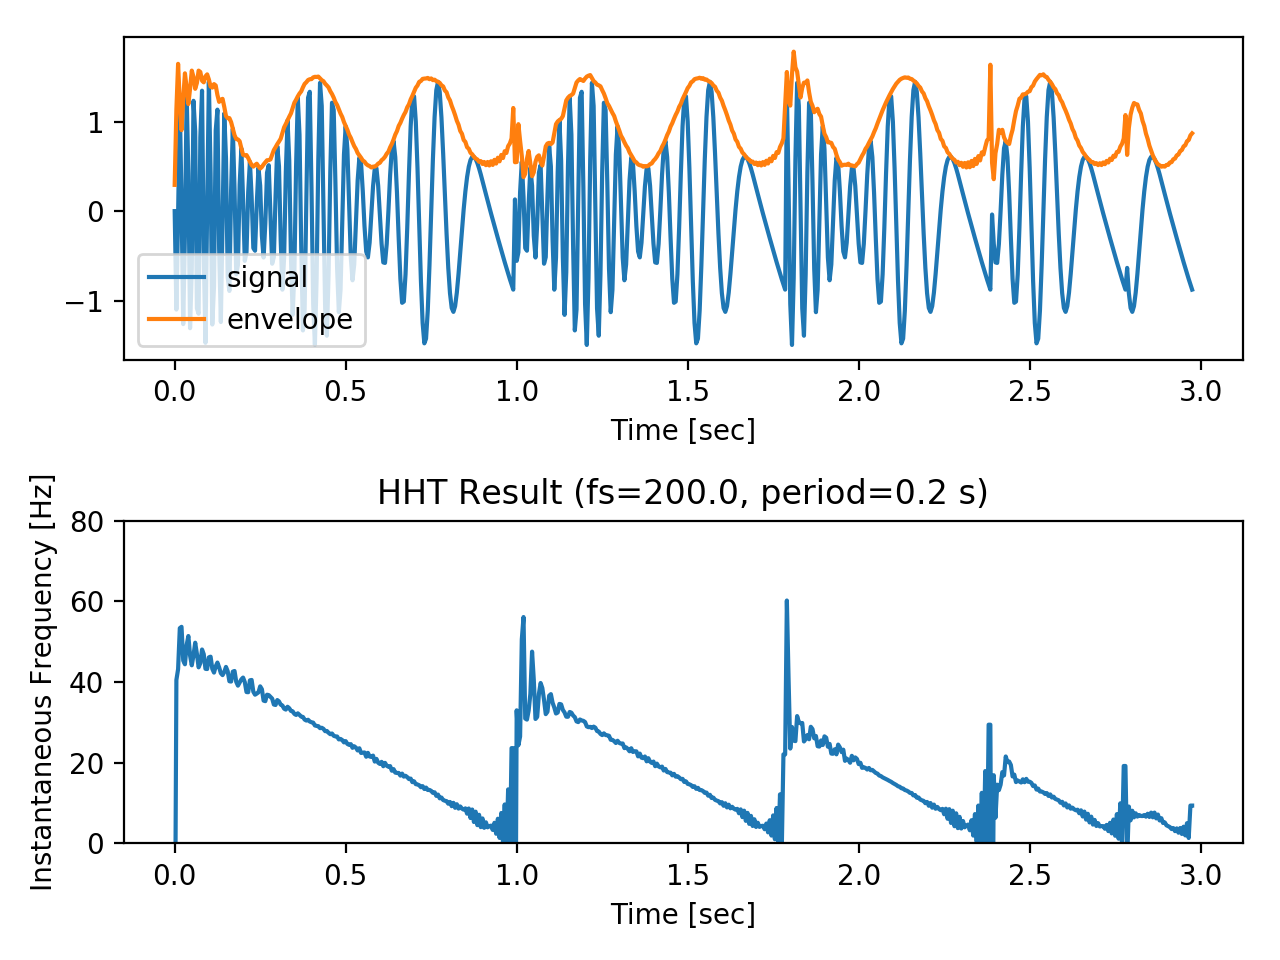 1
0
−1
signal
envelope
0.0 0.5 1.0 1.5 2.0 2.5 3.0
Time [sec]
HHT Result (fs=200.0, period=0.2 s)
Instantaneous Frequency [Hz]
80
60
40
20
0
0.0 0.5 1.0 1.5 2.0 2.5 3.0
Time [sec]